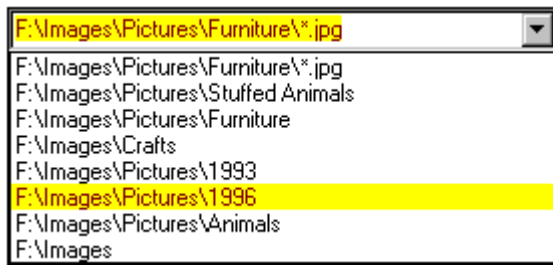 F:\Images\Pictures\Furniture\*.jpg
F:\Images\Pictures\Furniture\*.jpg
F:\Images\Pictures\Stuffed Animals
F:\Images\Pictures\Furniture
F:\Images\Crafts
F:\Images\Pictures\1993
F:\Images\Pictures\1996
F:\Images\Pictures\Animals
F:\Images